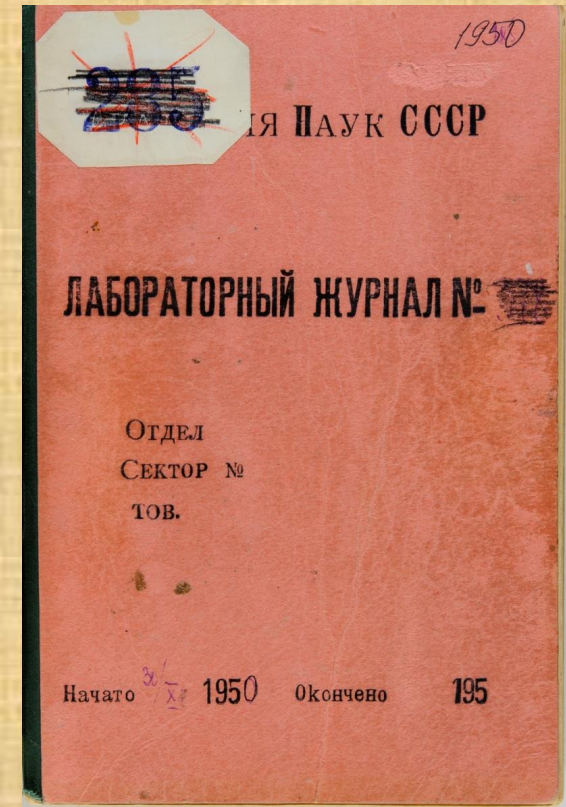 1950
ИЯ НАУК СССР
ЛАБОРАТОРНЫЙ ЖУРНАЛ №
ОТДЕЛ
СЕКТОР №
ТОВ.
Начато 1950 Окончено 195